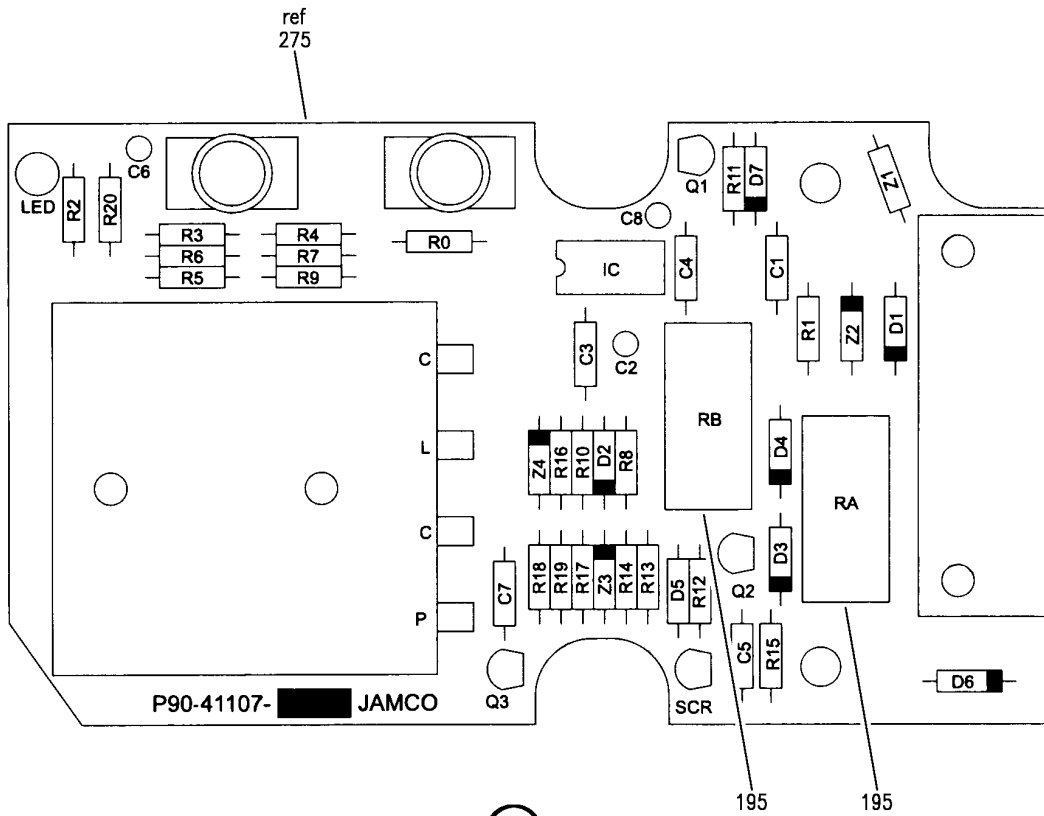 ref
275
LED
R2
R20
C6
R3
R4
R6
R7
R5
R9
R0
C8
Q1
R11
D7
Z1
IC
C4
C1
R1
Z2
D1
C3
C2
RB
C
L
C
P
Z4
R16
R10
D2
R8
D4
RA
D3
C7
R18
R19
R17
Z3
R14
R13
D5
R12
Q2
C5
R15
Q3
SCR
D6
P90-41107- JAMCO
195
195